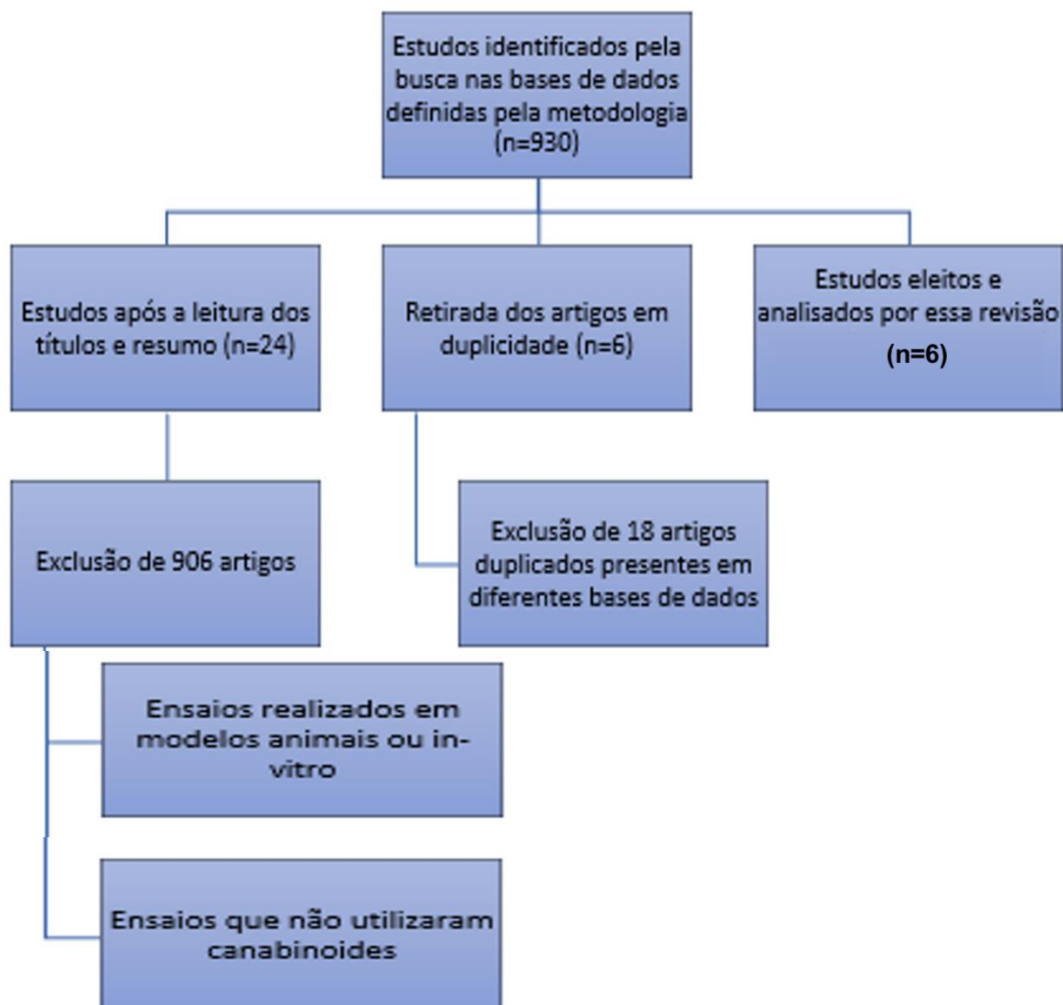 Estudos identificados pela
busca nas bases de dados
definidas pela metodologia
(n=930)
Estudos após a leitura dos
títulos e resumo (n=24)
Retirada dos artigos em
duplicidade (n=6)
Estudos eleitos e
analisados por essa revisão
(n=6)
Exclusão de 906 artigos
Exclusão de 18 artigos
duplicados presentes em
diferentes bases de dados
Ensaios realizados em
modelos animais ou in-
vitro
Ensaios que não utilizaram
canabinoides